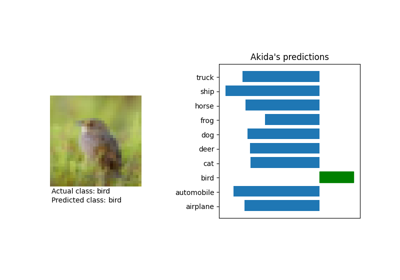 Akida's predictions
truck
ship
horse
frog
dog
deer
cat
bird
automobile
airplane
Actual class: bird
Predicted class: bird